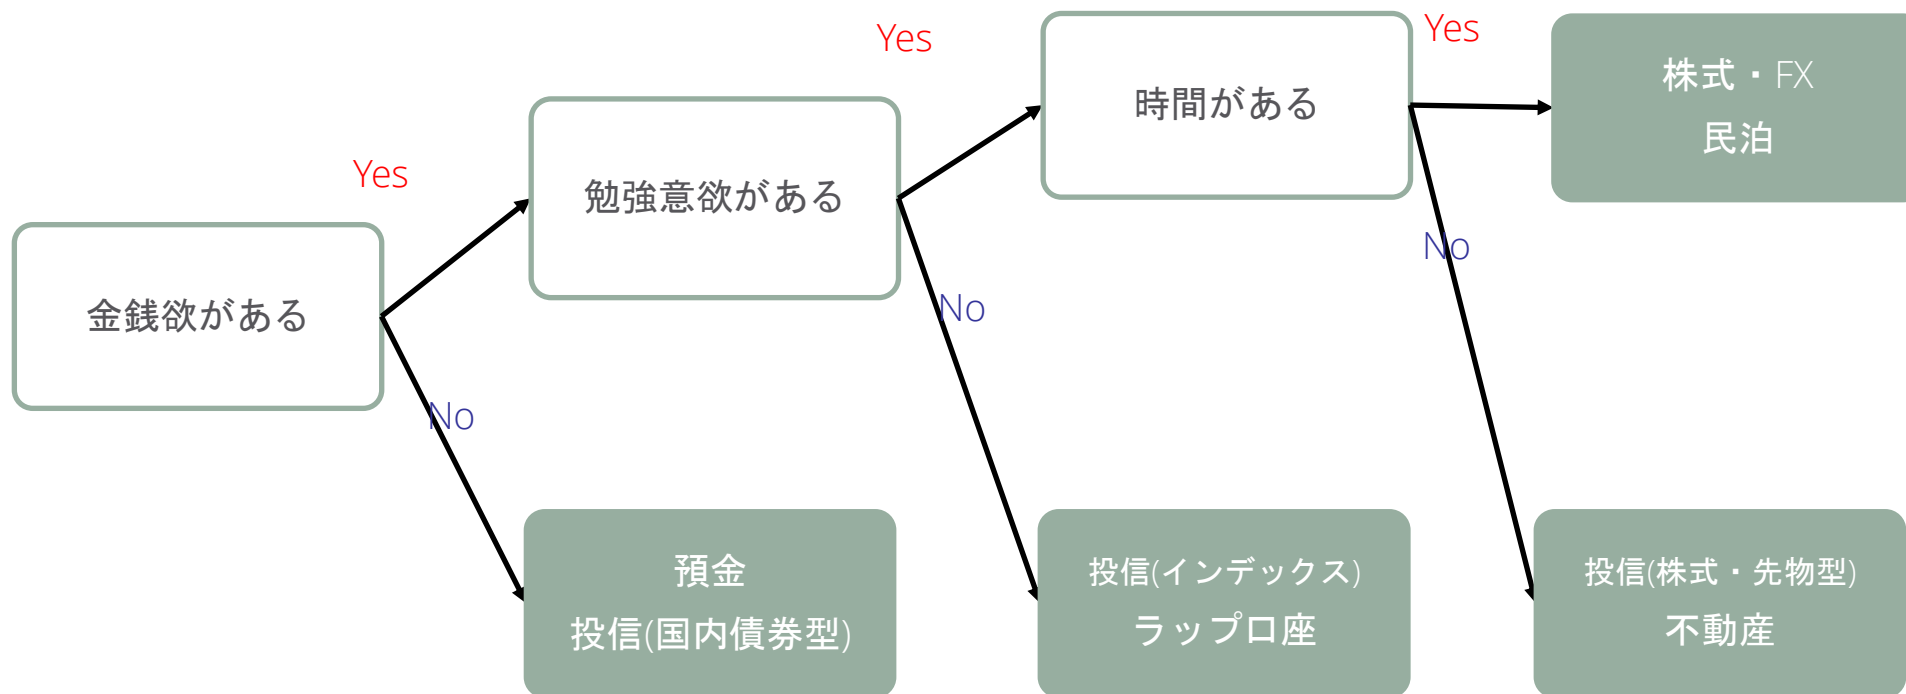 Yes
Yes
時間がある
株式・FX
民泊
Yes
勉強意欲がある
No
金銭欲がある
No
No
預金
投信(国内債券型)
投信(インデックス)
ラップ口座
投信(株式・先物型)
不動産